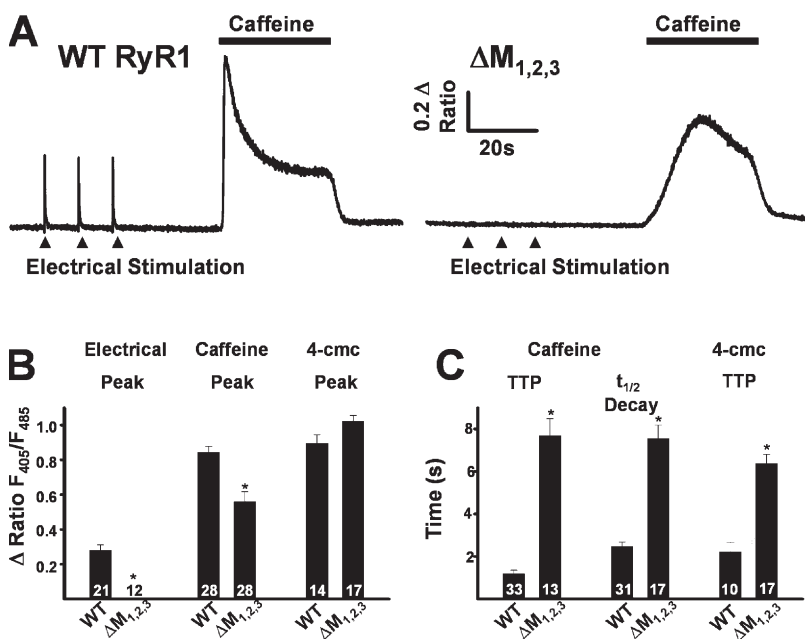 A
WT RyR1
Caffeine
ΔM1,2,3
Caffeine
0.2 Δ
Ratio
20s
Electrical Stimulation
Electrical Stimulation
B
Electrical
Caffeine
4-cmc
Peak
Peak
Peak
Δ Ratio F405/F485
1.0
0.8
0.6
0.4
0.2
*
*
21
12
28
28
14
17
WT
ΔM1,2,3
WT
ΔM1,2,3
WT
ΔM1,2,3
C
Caffeine
4-cmc
TTP
t1/2
Decay
TTP
Time (s)
8
6
4
2
*
*
*
33
13
31
17
10
17
WT
ΔM1,2,3
WT
ΔM1,2,3
WT
ΔM1,2,3